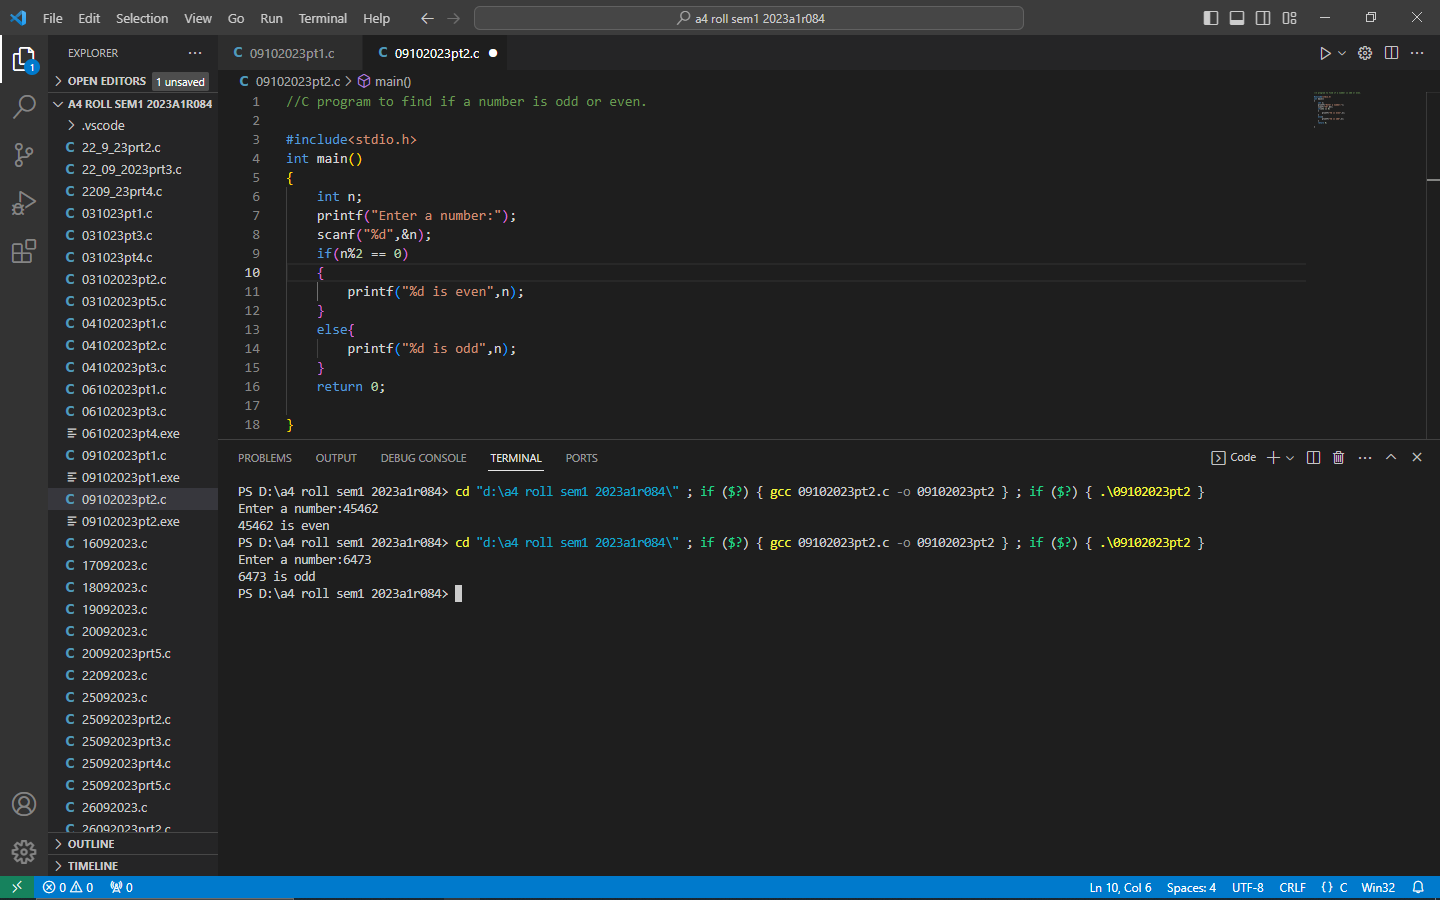 File Edit Selection View Go Run Terminal Help
a4 roll sem1 2023a1r084
EXPLORER
OPEN EDITORS 1 unsaved
A4 ROLL SEM1 2023A1R084
.vscode
22_9_23prt2.c
22_09_2023prt3.c
2209_23prt4.c
031023pt1.c
031023pt3.c
031023pt4.c
03102023pt2.c
03102023pt5.c
04102023pt1.c
04102023pt2.c
04102023pt3.c
06102023pt1.c
06102023pt3.c
06102023pt4.exe
09102023pt1.c
09102023pt1.exe
09102023pt2.c
09102023pt2.exe
16092023.c
17092023.c
18092023.c
19092023.c
20092023.c
20092023prt5.c
22092023.c
25092023.c
25092023prt2.c
25092023prt3.c
25092023prt4.c
25092023prt5.c
26092023.c
26092023prt2.c
OUTLINE
TIMELINE
1
C 09102023pt1.c
C 09102023pt2.c
C 09102023pt2.c > main()
1 //C program to find if a number is odd or even.
2
3 #include<stdio.h>
4 int main()
5 {
6 int n;
7 printf("Enter a number:");
8 scanf("%d",&n);
9 if(n%2 == 0)
10 {
11 printf("%d is even",n);
12 }
13 else{
14 printf("%d is odd",n);
15 }
16 return 0;
17
18 }
PROBLEMS OUTPUT DEBUG CONSOLE TERMINAL PORTS
Code
PS D:\a4 roll sem1 2023a1r084> cd "d:\a4 roll sem1 2023a1r084\" ; if ($?) { gcc 09102023pt2.c -o 09102023pt2 } ; if ($?) { .\09102023pt2 }
Enter a number:45462
45462 is even
PS D:\a4 roll sem1 2023a1r084> cd "d:\a4 roll sem1 2023a1r084\" ; if ($?) { gcc 09102023pt2.c -o 09102023pt2 } ; if ($?) { .\09102023pt2 }
Enter a number:6473
6473 is odd
PS D:\a4 roll sem1 2023a1r084>
0 0 0
Ln 10, Col 6 Spaces: 4 UTF-8 CRLF {} C Win32